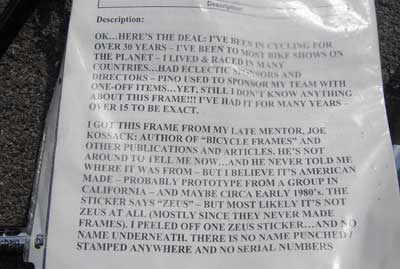 Description:
Description:
OK...HERE'S THE DEAL: I'VE BEEN IN CYCLING FOR
OVER 30 YEARS – I'VE BEEN TO MOST BIKE SHOWS ON
THE PLANET – I LIVED & RACED IN MANY
COUNTRIES...HAD ECLECTIC SPONSORS AND
DIRECTORS – PINO USED TO SPONSOR MY TEAM WITH
ONE-OFF ITEMS...YET, STILL I DON'T KNOW ANYTHING
ABOUT THIS FRAME!!! I'VE HAD IT FOR MANY YEARS –
OVER 15 TO BE EXACT.
I GOT THIS FRAME FROM MY LATE MENTOR, JOE
KOSSACK: AUTHOR OF "BICYCLE FRAMES" AND
OTHER PUBLICATIONS AND ARTICLES. HE'S NOT
AROUND TO TELL ME NOW...AND HE NEVER TOLD ME
WHERE IT WAS FROM – BUT I BELIEVE IT'S AMERICAN
MADE – PROBABLY PROTOTYPE FROM A GROUP IN
CALIFORNIA – AND MAYBE CIRCA EARLY 1980's. THE
STICKER SAYS "ZEUS" – BUT MOST LIKELY IT'S NOT
ZEUS AT ALL (MOSTLY SINCE THEY NEVER MADE
FRAMES). I PEELED OFF ONE ZEUS STICKER...AND NO
NAME UNDERNEATH. THERE IS NO NAME PUNCHED /
STAMPED ANYWHERE AND NO SERIAL NUMBERS
chain